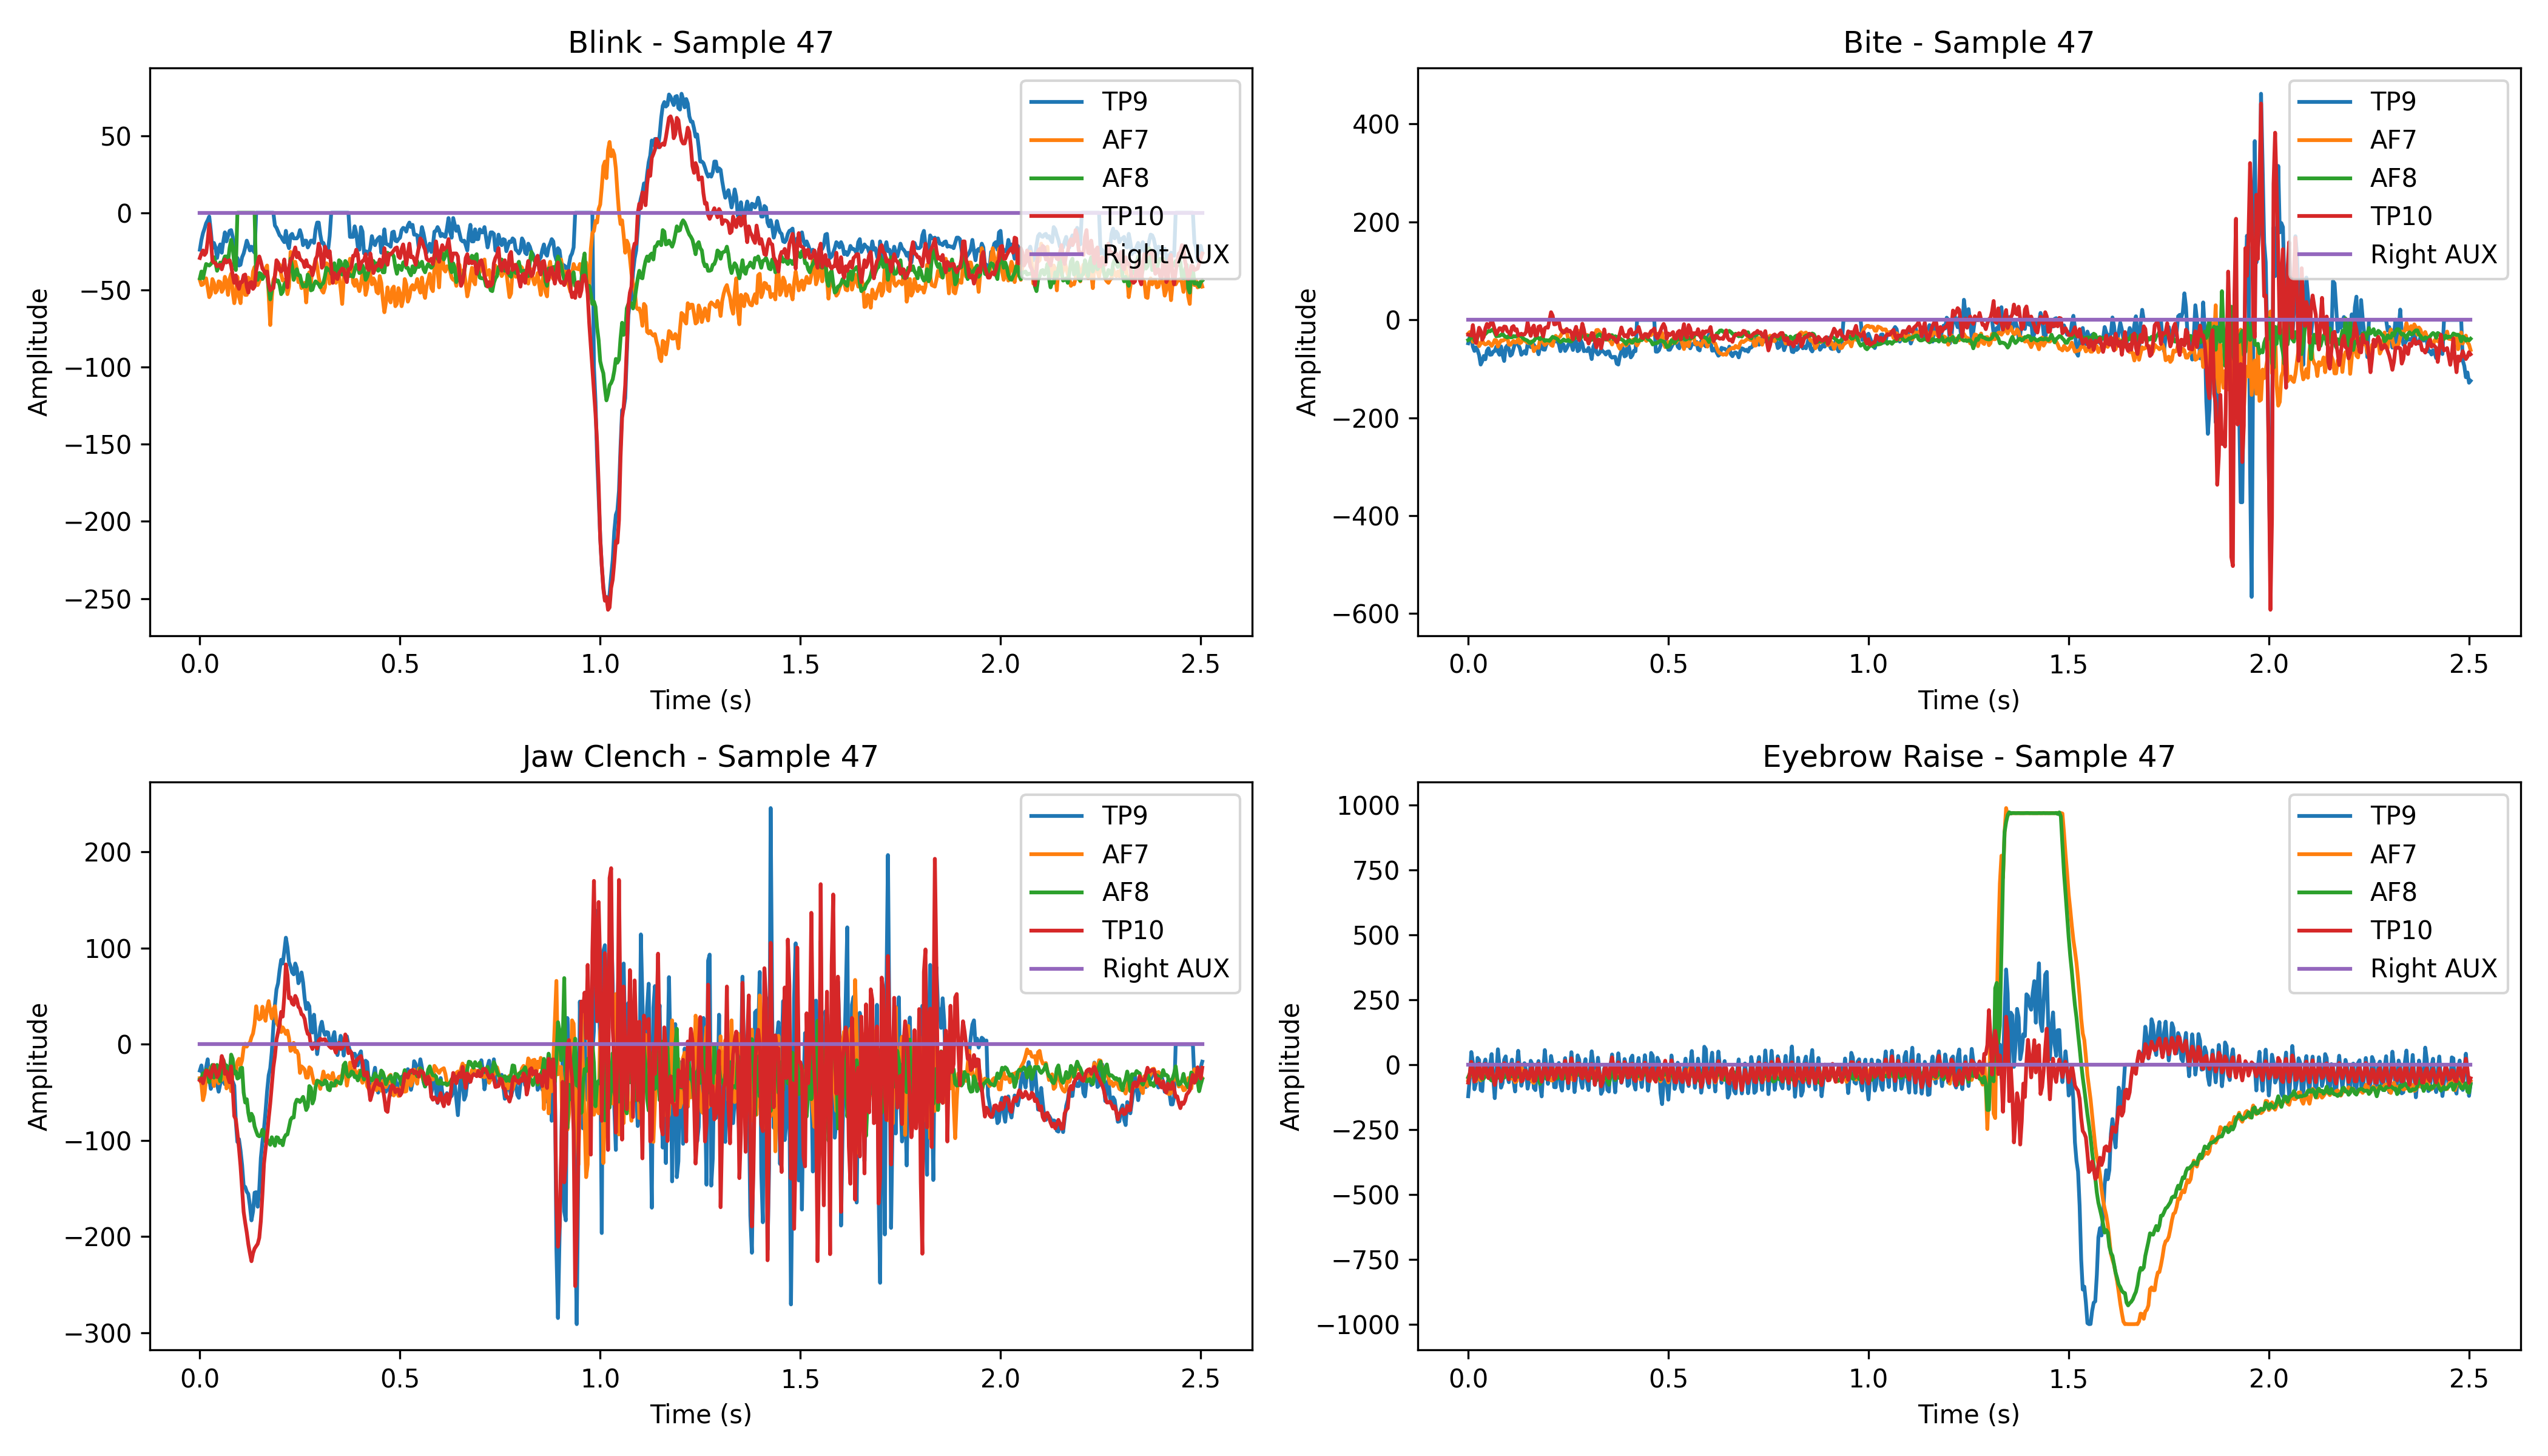 Blink - Sample 47
Amplitude
50
0
−50
−100
−150
−200
−250
0.0 0.5 1.0 1.5 2.0 2.5
Time (s)
TP9
AF7
AF8
TP10
Right AUX
Bite - Sample 47
Amplitude
400
200
0
−200
−400
−600
0.0 0.5 1.0 1.5 2.0 2.5
Time (s)
TP9
AF7
AF8
TP10
Right AUX
Jaw Clench - Sample 47
Amplitude
200
100
0
−100
−200
−300
0.0 0.5 1.0 1.5 2.0 2.5
Time (s)
TP9
AF7
AF8
TP10
Right AUX
Eyebrow Raise - Sample 47
Amplitude
1000
750
500
250
0
−250
−500
−750
−1000
0.0 0.5 1.0 1.5 2.0 2.5
Time (s)
TP9
AF7
AF8
TP10
Right AUX